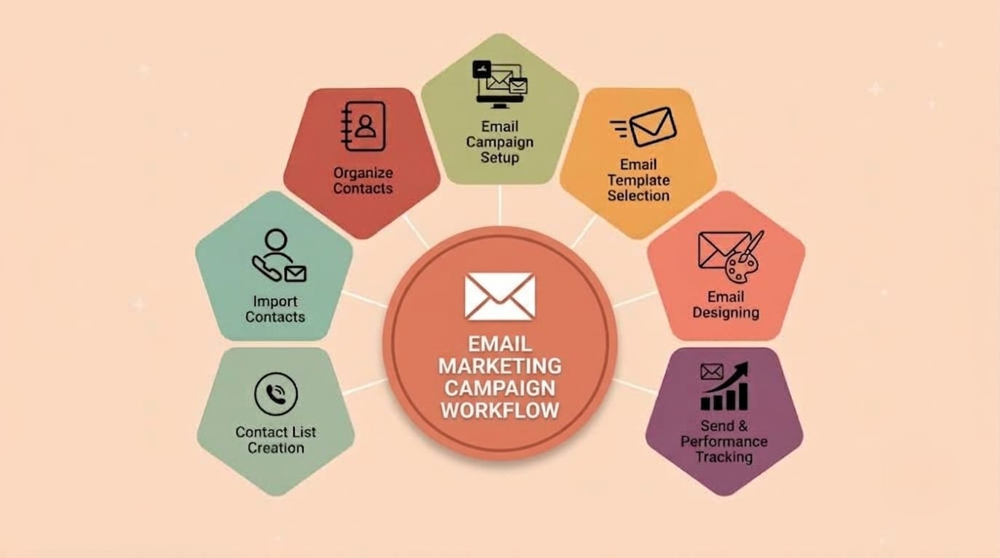 Email
Campaign
Setup
Organize
Contacts
Email
Template
Selection
Import
Contacts
Email
Designing
EMAIL
MARKETING
CAMPAIGN
WORKFLOW
Contact List
Creation
Send &
Performance
Tracking